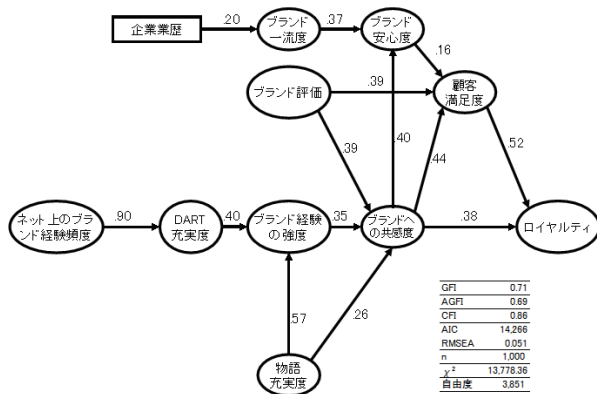 企業業歴
.20
ブランド
一流度
.37
ブランド
安心度
.16
ブランド評価
.39
顧客
満足度
.39
.40
.44
.52
ネット上のブラ
ンド経験頻度
.90
DART
充実度
.40
ブランド経験
の強度
.35
ブランドへ
の共感度
.38
ロイヤルティ
.57
.26
物語
充実度
GFI 0.71
AGFI 0.69
CFI 0.86
AIC 14,266
RMSEA 0.051
n 1,000
χ² 13,778.36
自由度 3,851